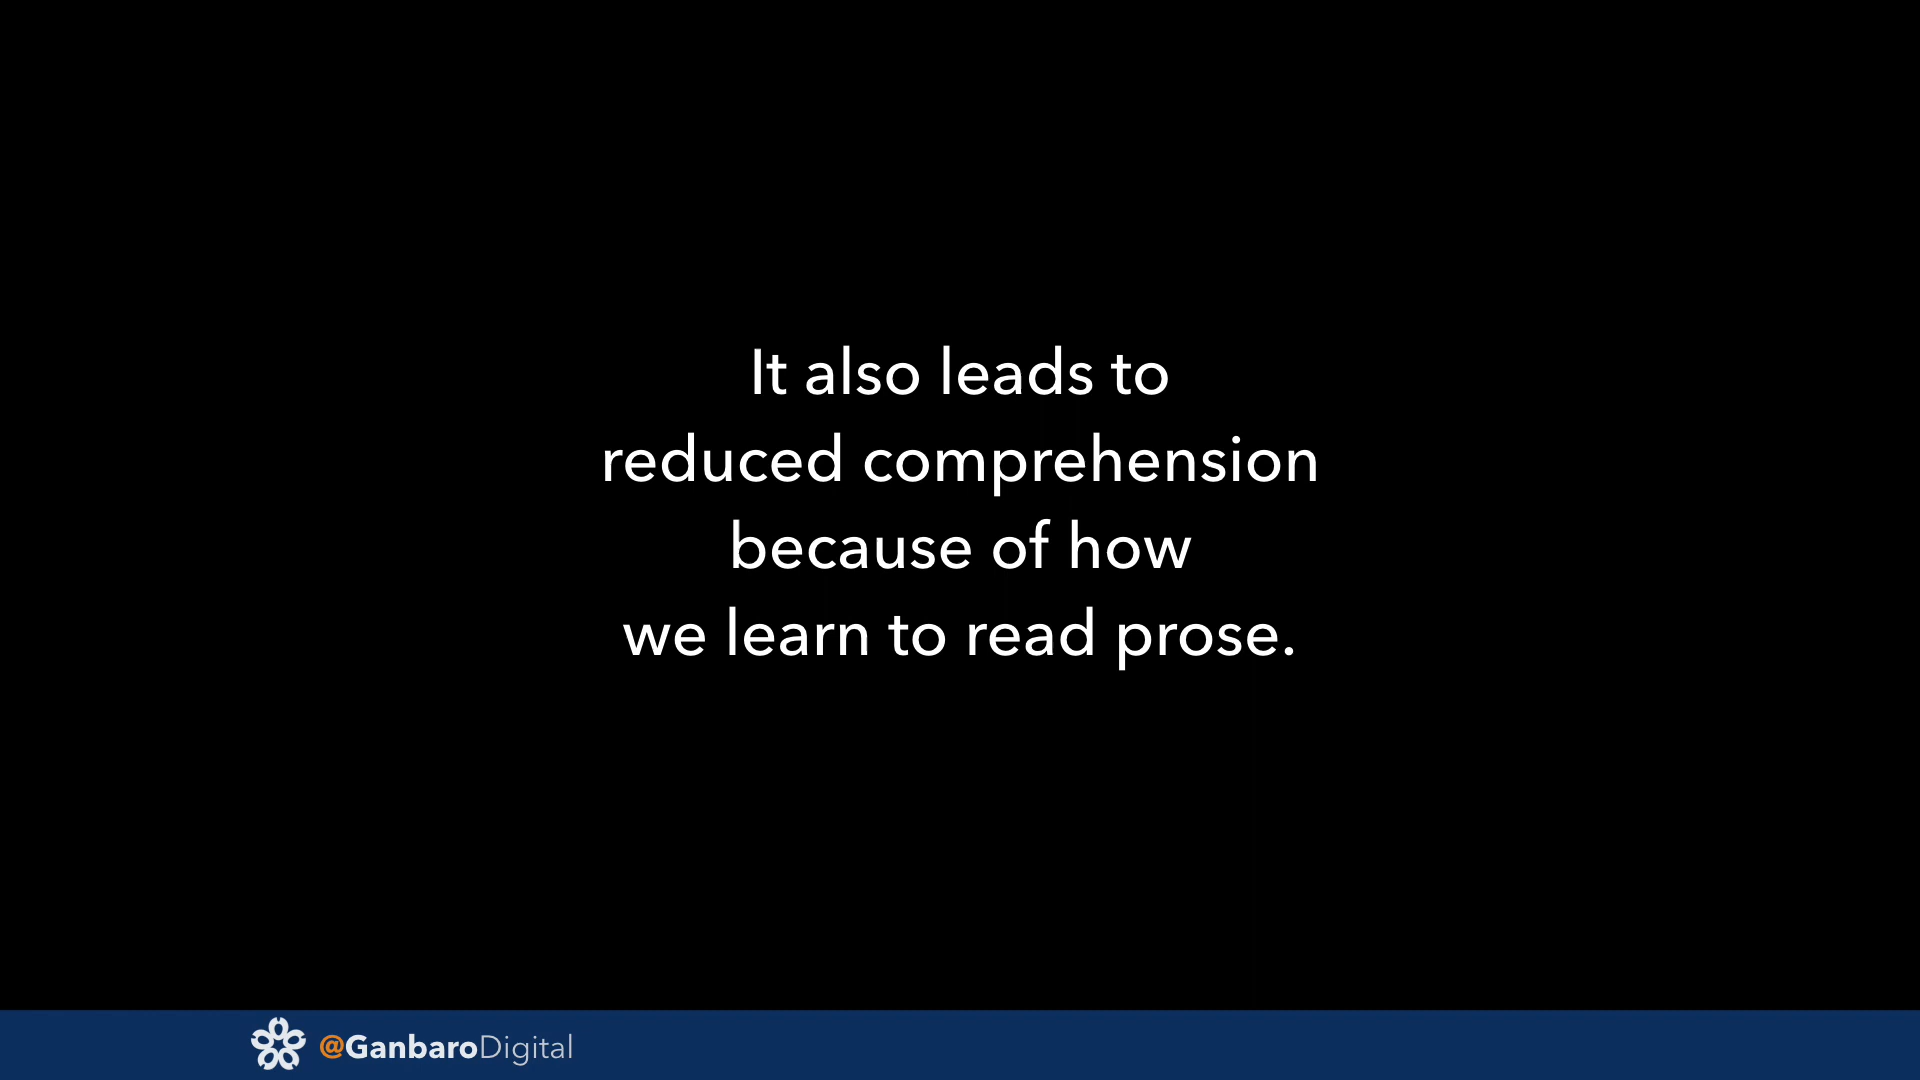 It also leads to
reduced comprehension
because of how
we learn to read prose.
@GanbaroDigital